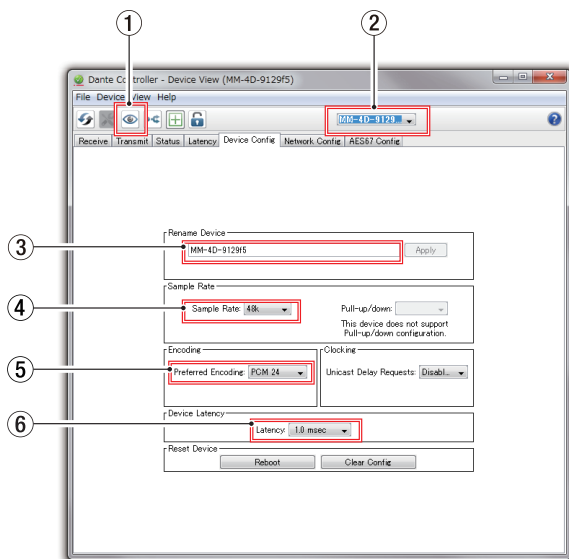 1 2
Dante Controller - Device View (MM-4D-9129f5)
File Device View Help
MM-4D-9129...
Receive Transmit Status Latency Device Config Network Config AES67 Config
Rename Device
3 MM-4D-9129f5 Apply
Sample Rate
4 Sample Rate: 48k Pull-up/down:
This device does not support
Pull-up/down configuration.
Encoding Clocking
5 Preferred Encoding: PCM 24 Unicast Delay Requests: Disabl...
Device Latency
6 Latency: 1.0 msec
Reset Device
Reboot Clear Config